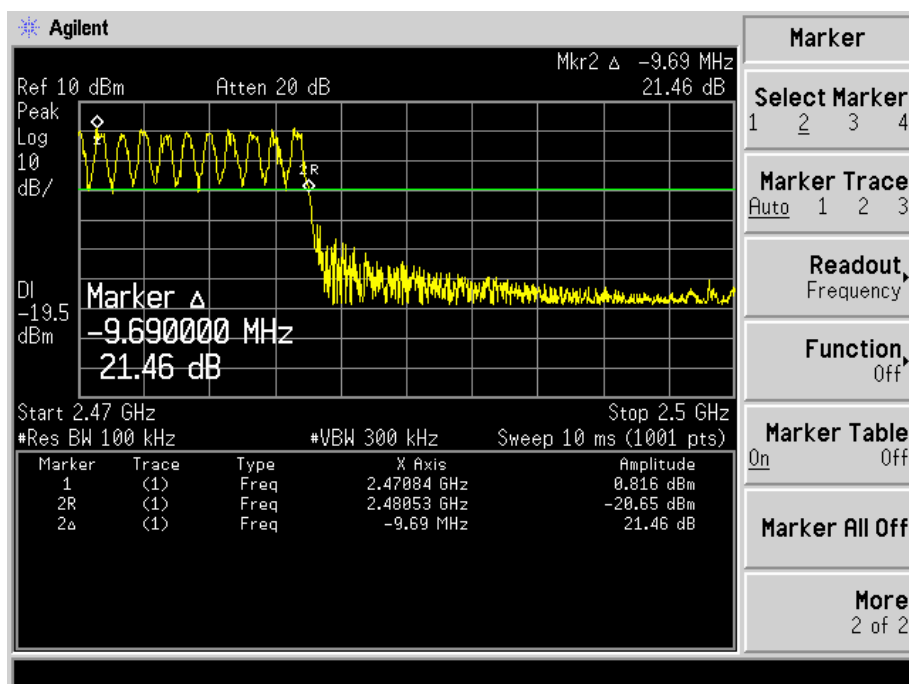 Agilent
Mkr2 Δ -9.69 MHz
Ref 10 dBm Atten 20 dB 21.46 dB
Peak
Log
10
dB/
1
2R
DI
-19.5
dBm
Marker Δ
-9.690000 MHz
21.46 dB
Start 2.47 GHz Stop 2.5 GHz
#Res BW 100 kHz #VBW 300 kHz Sweep 10 ms (1001 pts)
Marker Trace Type X Axis Amplitude
1 (1) Freq 2.47084 GHz 0.816 dBm
2R (1) Freq 2.48053 GHz -20.65 dBm
2Δ (1) Freq -9.69 MHz 21.46 dB
Marker
Select Marker
1 2 3 4
Marker Trace
Auto 1 2 3
Readout
Frequency
Function
Off
Marker Table
On Off
Marker All Off
More
2 of 2